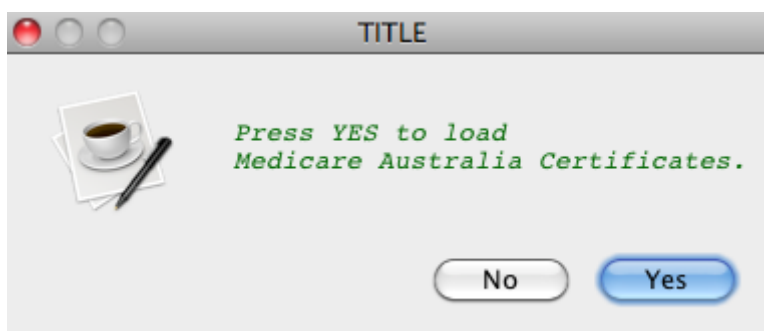 TITLE
Press YES to load
Medicare Australia Certificates.
No
Yes